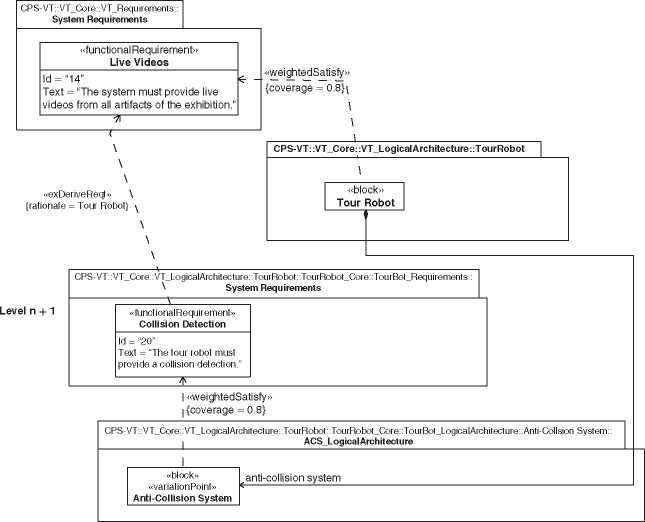 CPS-VT::VT_Core::VT_Requirements::
System Requirements
«functionalRequirement»
Live Videos
Id = "14"
Text = "The system must provide live
videos from all artifacts of the exhibition."
«weightedSatisfy»
{coverage = 0.8}
CPS-VT::VT_Core::VT_LogicalArchitecture::TourRobot
«block»
Tour Robot
«exDeriveReqt»
{rationale = Tour Robot}
CPS-VT::VT_Core::VT_LogicalArchitecture::TourRobot::TourRobot_Core::TourBot_Requirements::
System Requirements
Level n + 1
«functionalRequirement»
Collision Detection
Id = "20"
Text = "The tour robot must
provide a collision detection."
«weightedSatisfy»
{coverage = 0.8}
CPS-VT::VT_Core::VT_LogicalArchitecture::TourRobot::TourRobot_Core::TourBot_LogicalArchitecture::Anti-Collsion System::
ACS_LogicalArchitecture
«block»
«variationPoint»
Anti-Collision System
anti-collision system